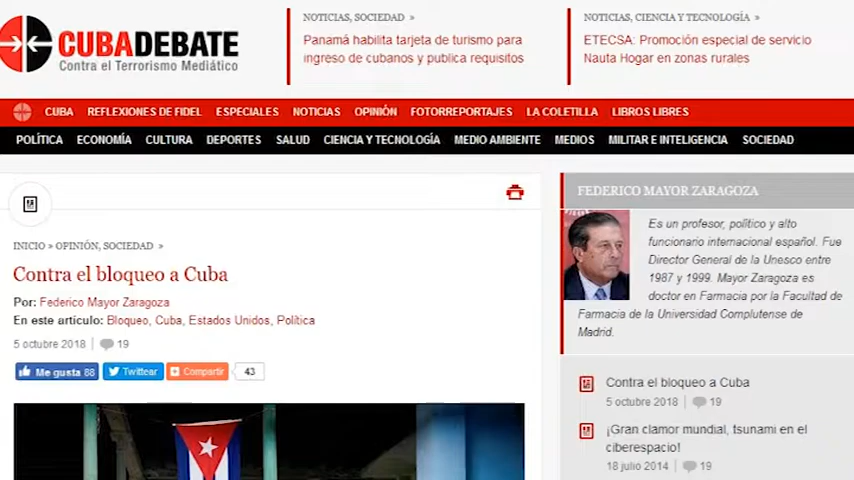 CUBADEBATE
Contra el Terrorismo Mediático
NOTICIAS, SOCIEDAD »
Panamá habilita tarjeta de turismo para
ingreso de cubanos y publica requisitos
NOTICIAS, CIENCIA Y TECNOLOGÍA »
ETECSA: Promoción especial de servicio
Nauta Hogar en zonas rurales
CUBA REFLEXIONES DE FIDEL ESPECIALES NOTICIAS OPINIÓN FOTORREPORTAJES LA COLETILLA LIBROS LIBRES
POLÍTICA ECONOMÍA CULTURA DEPORTES SALUD CIENCIA Y TECNOLOGÍA MEDIO AMBIENTE MEDIOS MILITAR E INTELIGENCIA SOCIEDAD
INICIO » OPINIÓN, SOCIEDAD »
Contra el bloqueo a Cuba
Por: Federico Mayor Zaragoza
En este artículo: Bloqueo, Cuba, Estados Unidos, Política
5 octubre 2018 | 19
Me gusta 88 Twittear Compartir 43
FEDERICO MAYOR ZARAGOZA
Es un profesor, político y alto
funcionario internacional español. Fue
Director General de la Unesco entre
1987 y 1999. Mayor Zaragoza es
doctor en Farmacia por la Facultad de
Farmacia de la Universidad Complutense de
Madrid.
Contra el bloqueo a Cuba
5 octubre 2018 | 19
¡Gran clamor mundial, tsunami en el
ciberespacio!
18 julio 2014 | 19